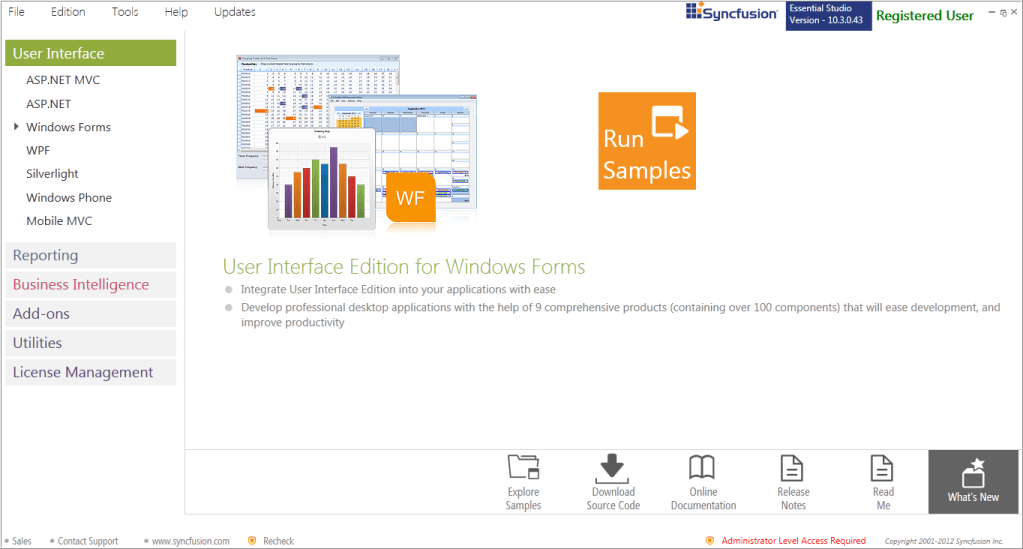 File Edition Tools Help Updates
Syncfusion
Essential Studio
Version - 10.3.0.43
Registered User
User Interface
ASP.NET MVC
ASP.NET
Windows Forms
WPF
Silverlight
Windows Phone
Mobile MVC
Reporting
Business Intelligence
Add-ons
Utilities
License Management
WF
Run
Samples
User Interface Edition for Windows Forms
Integrate User Interface Edition into your applications with ease
Develop professional desktop applications with the help of 9 comprehensive products (containing over 100 components) that will ease development, and
improve productivity
Explore
Samples
Download
Source Code
Online
Documentation
Release
Notes
Read
Me
What's New
Sales Contact Support www.syncfusion.com Recheck
Administrator Level Access Required
Copyright 2001-2012 Syncfusion Inc.